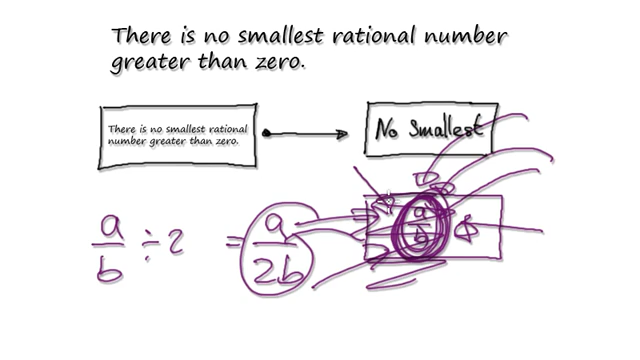 There is no smallest rational number
greater than zero.
There is no smallest rational
number greater than zero.
No Smallest
a/b ÷ 2 = a/2b
a/b